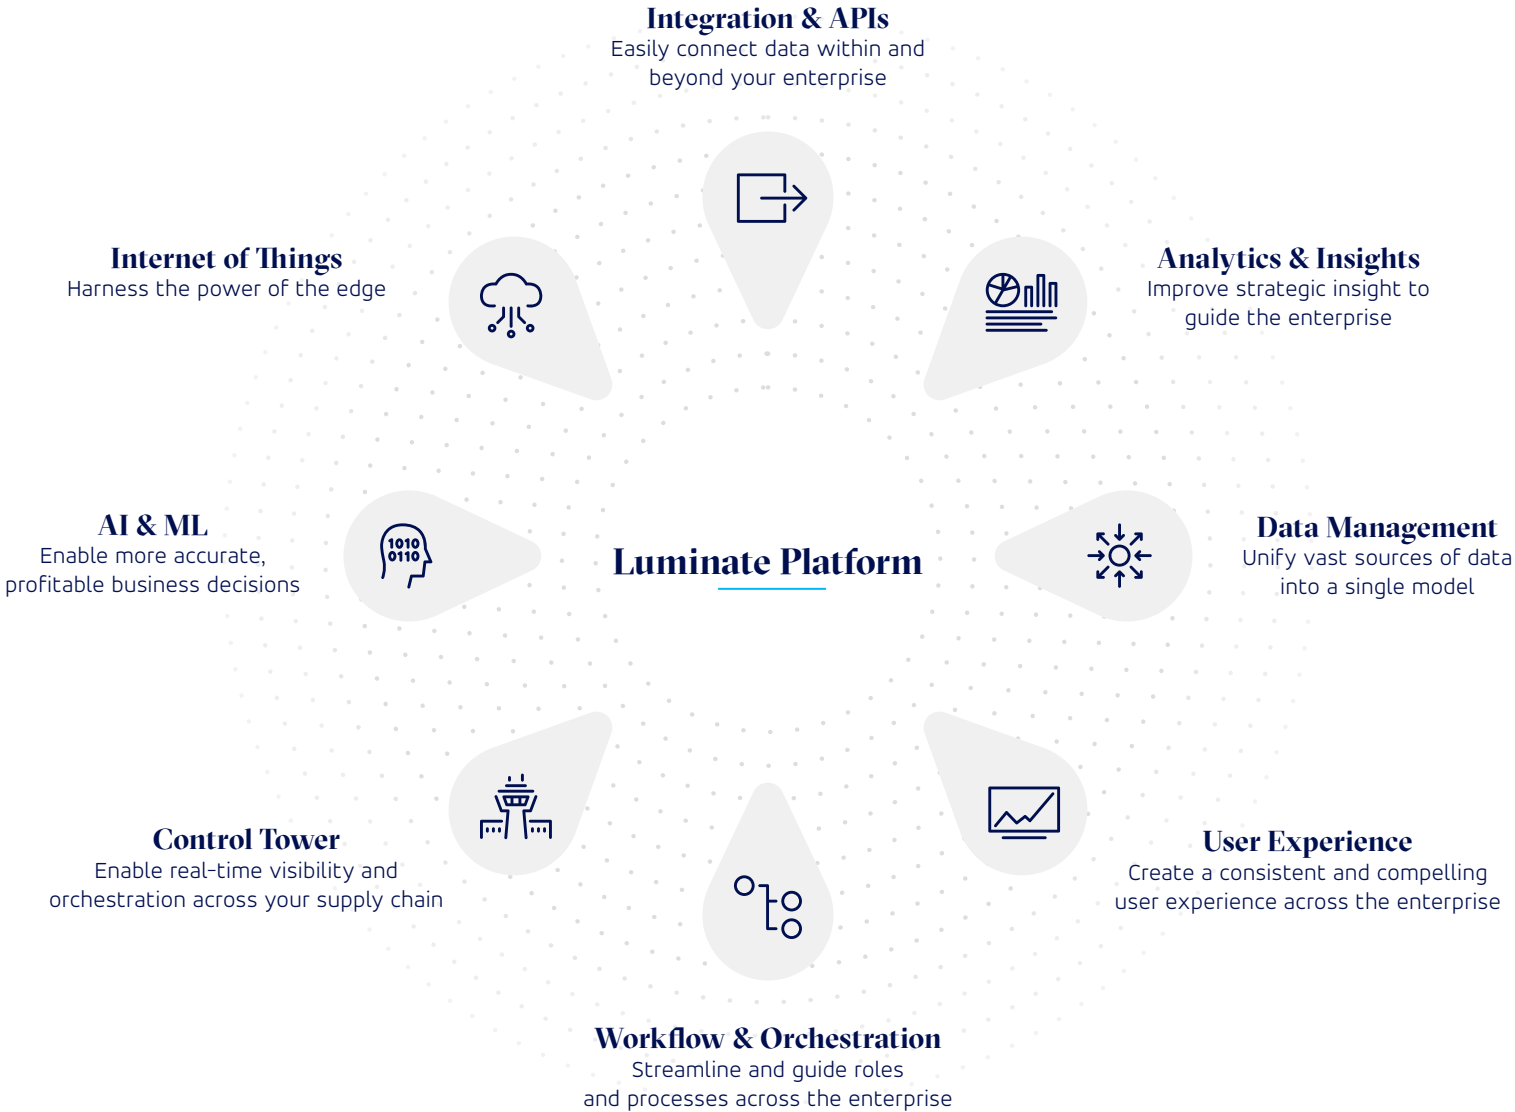 Integration & APIs
Easily connect data within and
beyond your enterprise
Internet of Things
Harness the power of the edge
Analytics & Insights
Improve strategic insight to
guide the enterprise
AI & ML
Enable more accurate,
profitable business decisions
1010
0110
Luminate Platform
Data Management
Unify vast sources of data
into a single model
Control Tower
Enable real-time visibility and
orchestration across your supply chain
User Experience
Create a consistent and compelling
user experience across the enterprise
Workflow & Orchestration
Streamline and guide roles
and processes across the enterprise